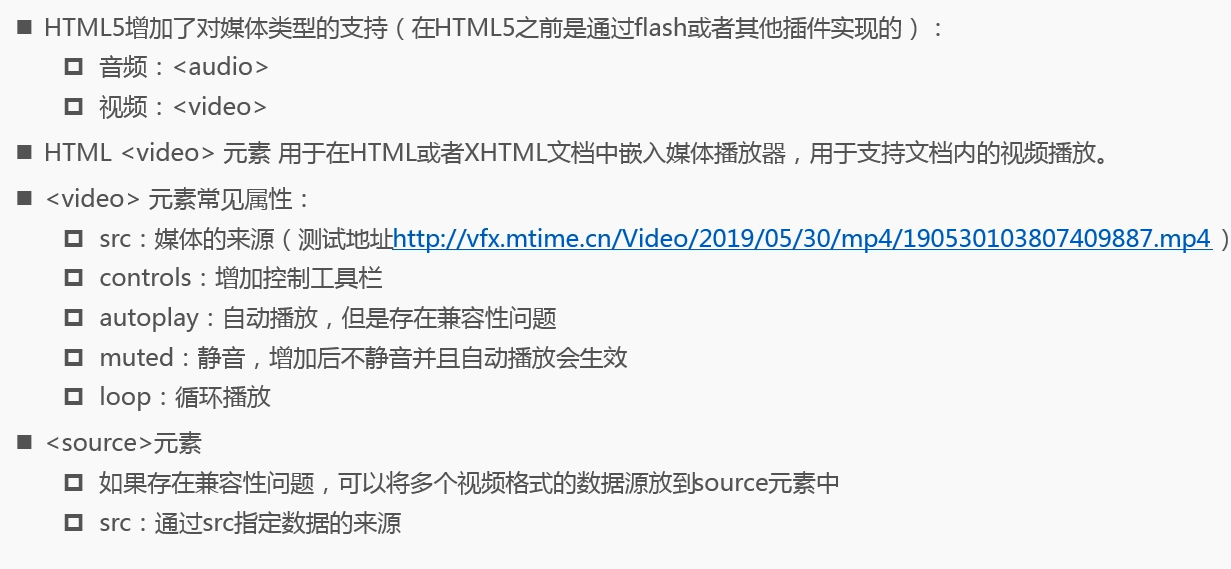 HTML5增加了对媒体类型的支持（在HTML5之前是通过flash或者其他插件实现的）：
音频：<audio>
视频：<video>
HTML <video> 元素 用于在HTML或者XHTML文档中嵌入媒体播放器，用于支持文档内的视频播放。
<video> 元素常见属性：
src：媒体的来源（测试地址http://vfx.mtime.cn/Video/2019/05/30/mp4/190530103807409887.mp4 ）
controls：增加控制工具栏
autoplay：自动播放，但是存在兼容性问题
muted：静音，增加后不静音并且自动播放会生效
loop：循环播放
<source>元素
如果存在兼容性问题，可以将多个视频格式的数据源放到source元素中
src：通过src指定数据的来源